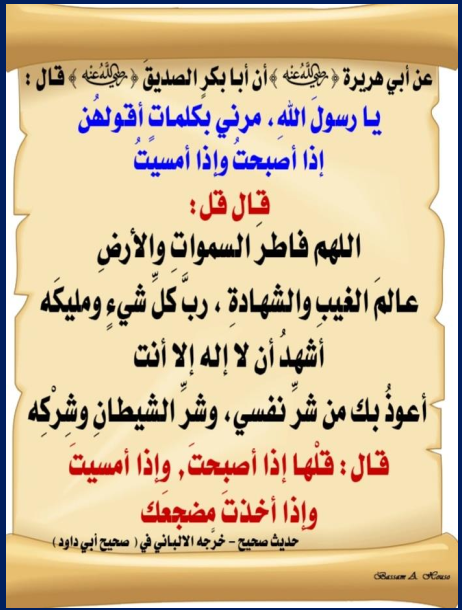 عن أبي هريرة ﴿رضي الله عنه﴾ أن أبا بكرٍ الصديقَ ﴿رضي الله عنه﴾ قال :
يا رسولَ اللهِ ، مرني بكلماتٍ أقولهُن
إذا أصبحتُ وإذا أمسيتُ
قال قل :
اللهم فاطرَ السمواتِ والأرضِ
عالمَ الغيبِ والشهادةِ ، ربَّ كلِّ شيءٍ ومليكَه
أشهدُ أن لا إله إلا أنت
أعوذُ بك من شرِّ نفسي، وشرِّ الشيطانِ وشِرْكِه
قال : قلْها إذا أصبحتَ, وإذا أمسيتَ
وإذا أخذتَ مضجعَك
حديث صحيح - خرَّجه الالباني في ( صحيح أبي داود )
Bassam A. Houso